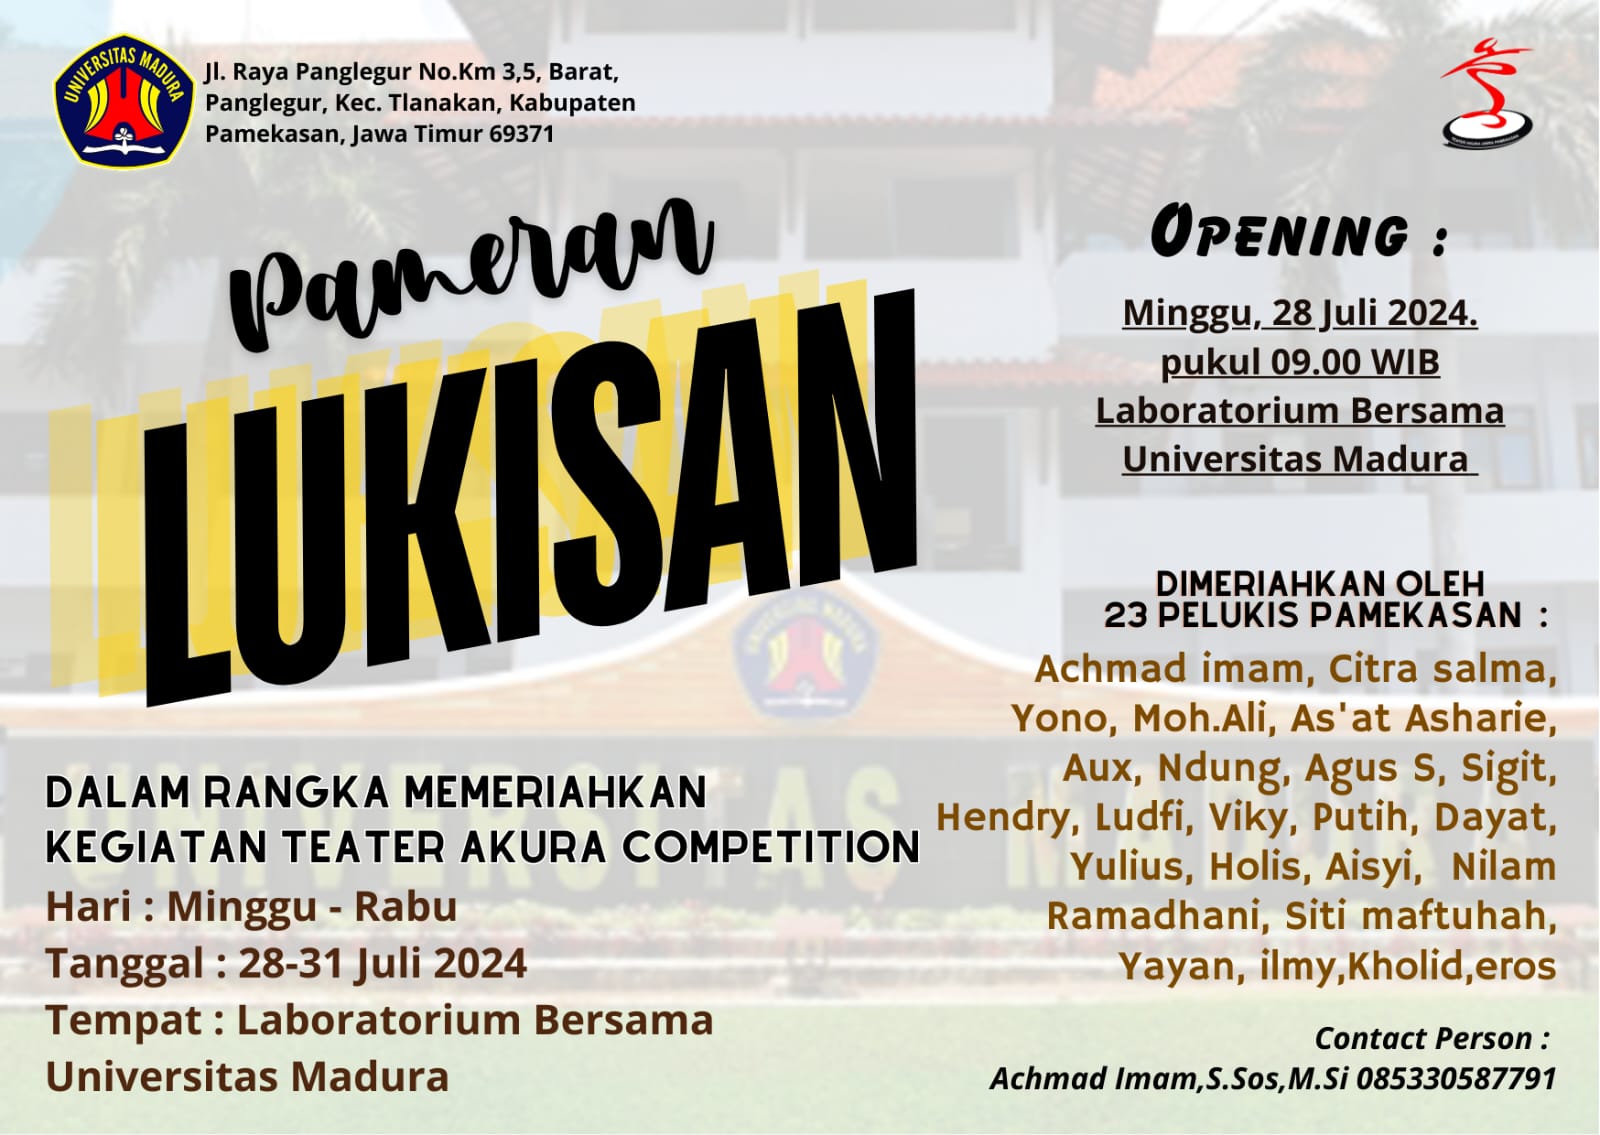 UNIVERSITAS MADURA
Jl. Raya Panglegur No.Km 3,5, Barat,
Panglegur, Kec. Tlanakan, Kabupaten
Pamekasan, Jawa Timur 69371
Pameran
LUKISAN
OPENING :
Minggu, 28 Juli 2024.
pukul 09.00 WIB
Laboratorium Bersama
Universitas Madura
DIMERIAHKAN OLEH
23 PELUKIS PAMEKASAN :
Achmad imam, Citra salma,
Yono, Moh.Ali, As'at Asharie,
Aux, Ndung, Agus S, Sigit,
Hendry, Ludfi, Viky, Putih, Dayat,
Yulius, Holis, Aisyi, Nilam
Ramadhani, Siti maftuhah,
Yayan, ilmy,Kholid,eros
DALAM RANGKA MEMERIAHKAN
KEGIATAN TEATER AKURA COMPETITION
Hari : Minggu - Rabu
Tanggal : 28-31 Juli 2024
Tempat : Laboratorium Bersama
Universitas Madura
Contact Person :
Achmad Imam,S.Sos,M.Si 085330587791
UNIVERSITAS MADURA
UNIVERSITAS MADURA